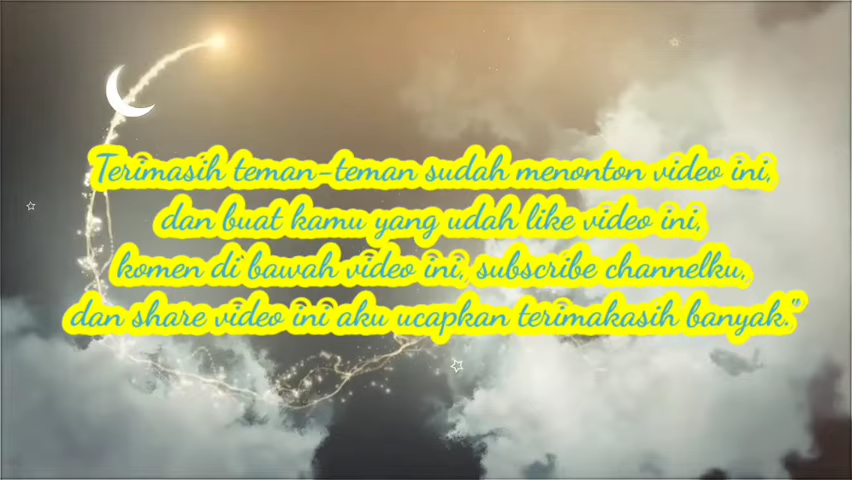 Terimasih teman-teman sudah menonton video ini,
dan buat kamu yang udah like video ini,
komen di bawah video ini, subscribe channelku,
dan share video ini aku ucapkan terimakasih banyak."